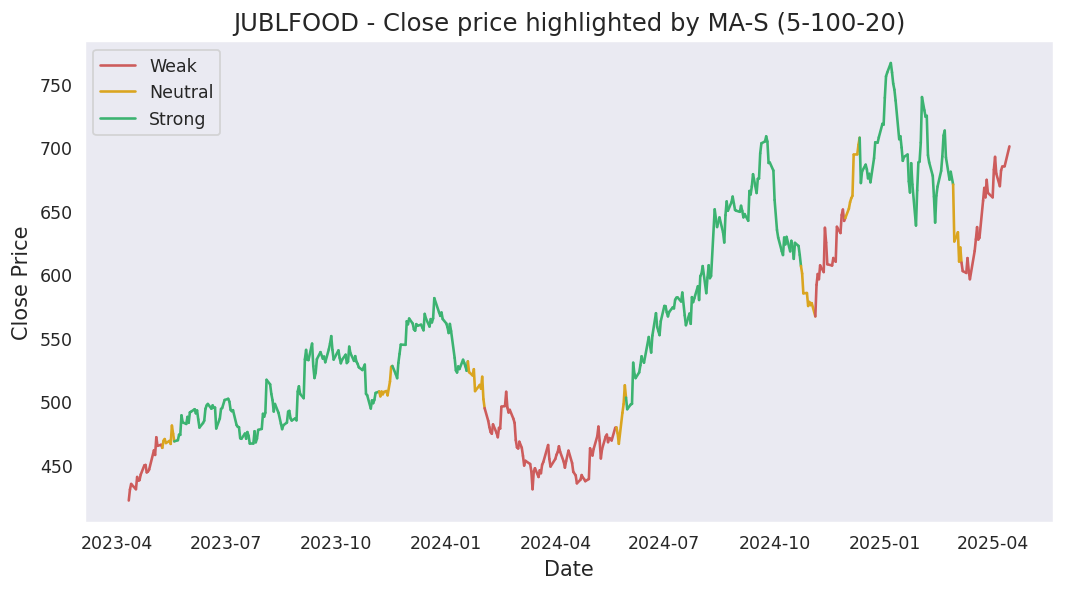 JUBLFOOD - Close price highlighted by MA-S (5-100-20)
Weak
Neutral
Strong
Close Price
750
700
650
600
550
500
450
2023-04 2023-07 2023-10 2024-01 2024-04 2024-07 2024-10 2025-01 2025-04
Date